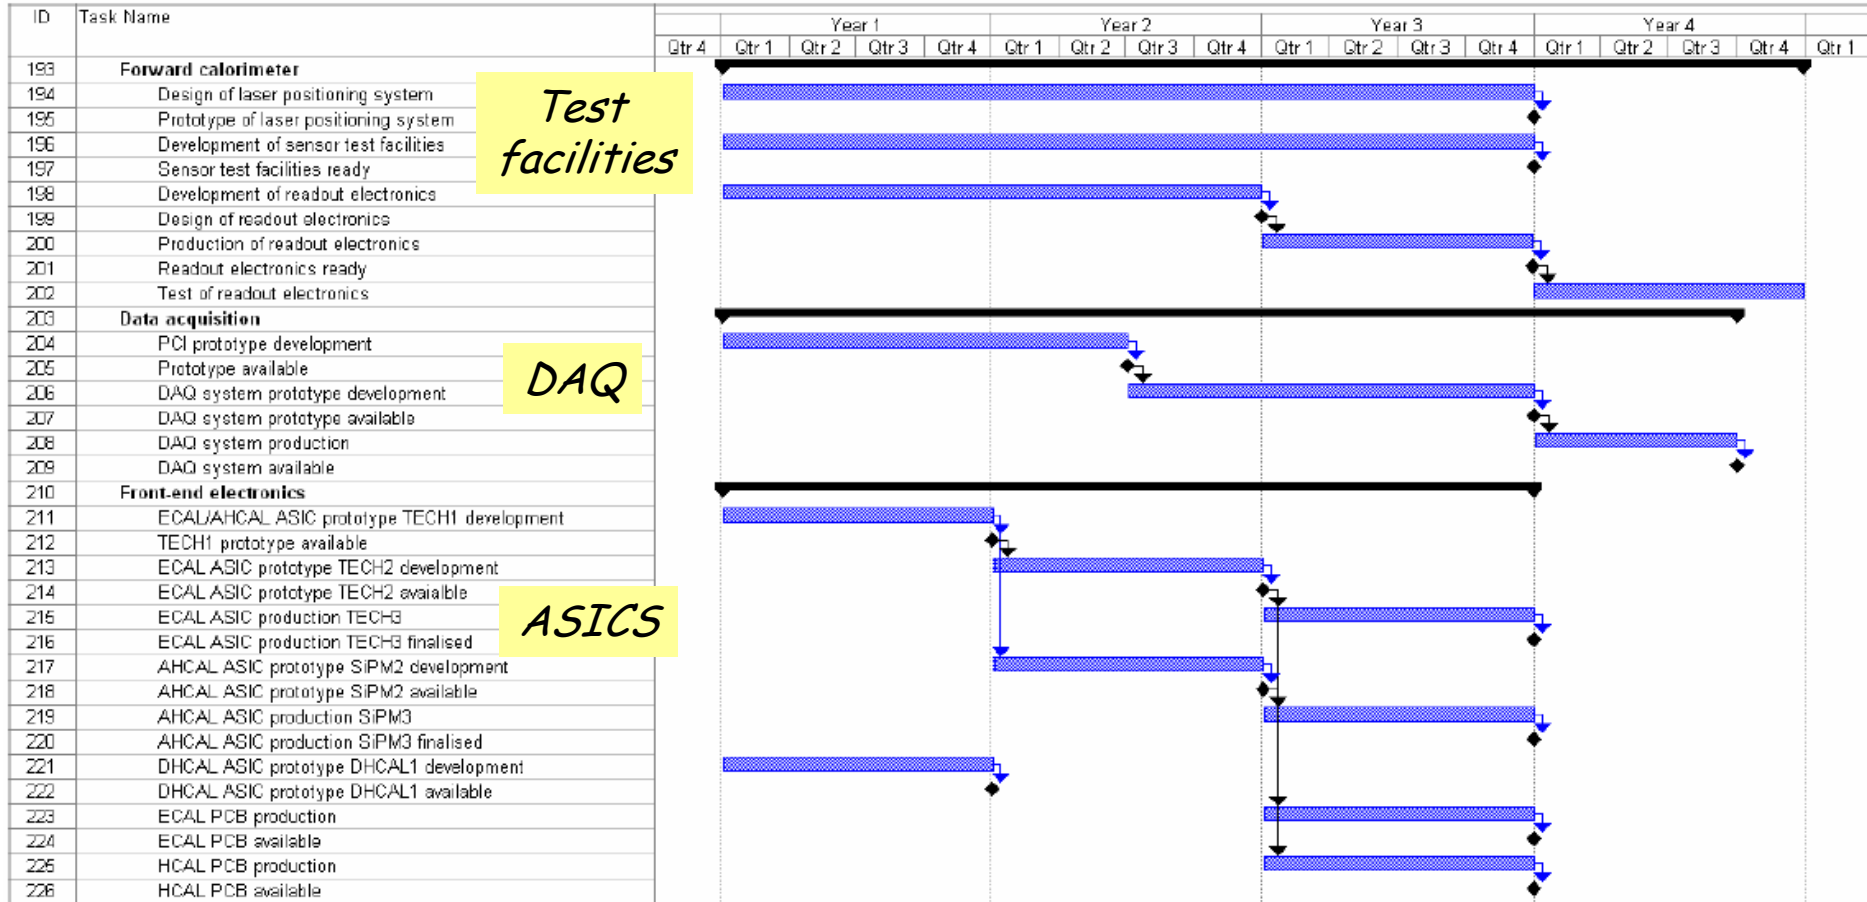 ID Task Name Year 1 Year 2 Year 3 Year 4
Qtr 4 Qtr 1 Qtr 2 Qtr 3 Qtr 4 Qtr 1 Qtr 2 Qtr 3 Qtr 4 Qtr 1 Qtr 2 Qtr 3 Qtr 4 Qtr 1 Qtr 2 Qtr 3 Qtr 4 Qtr 1
193 Forward calorimeter
194 Design of laser positioning system
195 Prototype of laser positioning system
196 Development of sensor test facilities
197 Sensor test facilities ready
198 Development of readout electronics
199 Design of readout electronics
200 Production of readout electronics
201 Readout electronics ready
202 Test of readout electronics
Test
facilities
203 Data acquisition
204 PCI prototype development
205 Prototype available
206 DAQ system prototype development
207 DAQ system prototype available
208 DAQ system production
209 DAQ system available
DAQ
210 Front-end electronics
211 ECAL/AHCAL ASIC prototype TECH1 development
212 TECH1 prototype available
213 ECAL ASIC prototype TECH2 development
214 ECAL ASIC prototype TECH2 avaialble
215 ECAL ASIC production TECH3
216 ECAL ASIC production TECH3 finalised
217 AHCAL ASIC prototype SiPM2 development
218 AHCAL ASIC prototype SiPM2 available
219 AHCAL ASIC production SiPM3
220 AHCAL ASIC production SiPM3 finalised
221 DHCAL ASIC prototype DHCAL1 development
222 DHCAL ASIC prototype DHCAL1 available
223 ECAL PCB production
224 ECAL PCB available
225 HCAL PCB production
226 HCAL PCB available
ASICS